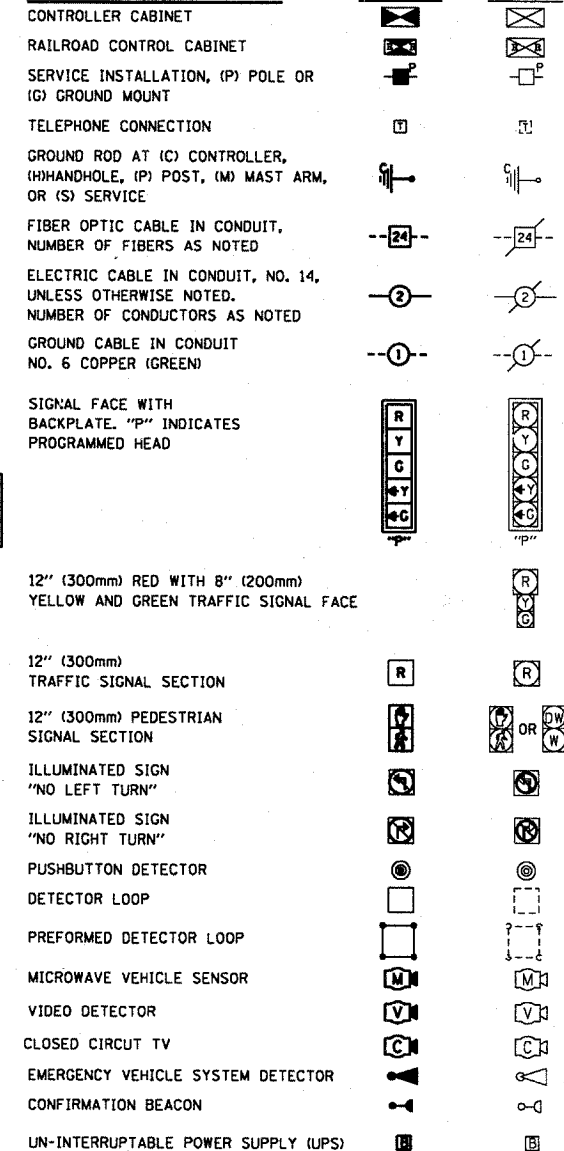 CONTROLLER CABINET
RAILROAD CONTROL CABINET R R R R
SERVICE INSTALLATION, (P) POLE OR P P
(G) GROUND MOUNT
TELEPHONE CONNECTION T T
GROUND ROD AT (C) CONTROLLER, C C
(H)HANDHOLE, (P) POST, (M) MAST ARM,
OR (S) SERVICE
FIBER OPTIC CABLE IN CONDUIT, 24 24
NUMBER OF FIBERS AS NOTED
ELECTRIC CABLE IN CONDUIT, NO. 14,
UNLESS OTHERWISE NOTED. 2 2
NUMBER OF CONDUCTORS AS NOTED
GROUND CABLE IN CONDUIT 1 1
NO. 6 COPPER (GREEN)
SIGNAL FACE WITH R R
BACKPLATE. "P" INDICATES Y Y
PROGRAMMED HEAD G G
Y Y
G G
"P" "P"
12" (300mm) RED WITH 8" (200mm) R
YELLOW AND GREEN TRAFFIC SIGNAL FACE Y
G
12" (300mm)
TRAFFIC SIGNAL SECTION R R
12" (300mm) PEDESTRIAN DW
SIGNAL SECTION OR W
ILLUMINATED SIGN
"NO LEFT TURN"
ILLUMINATED SIGN
"NO RIGHT TURN"
PUSHBUTTON DETECTOR
DETECTOR LOOP
PREFORMED DETECTOR LOOP
MICROWAVE VEHICLE SENSOR M M
VIDEO DETECTOR V V
CLOSED CIRCUT TV C C
EMERGENCY VEHICLE SYSTEM DETECTOR
CONFIRMATION BEACON
UN-INTERRUPTABLE POWER SUPPLY (UPS) B B